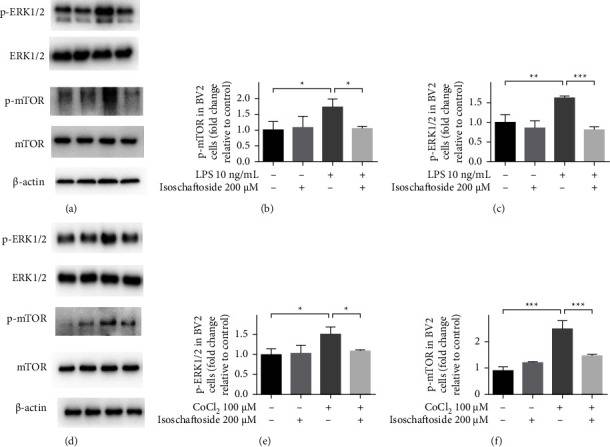 p-ERK1/2
ERK1/2
p-mTOR
mTOR
β-actin
(a)
p-mTOR in BV2
cells (fold change
relative to control)
2.0
1.5
1.0
0.5
0.0
*
*
LPS 10 ng/mL
– – + +
Isoschaftoside 200 μM
– + – +
(b)
p-ERK1/2 in BV2
cells (fold change
relative to control)
1.5
1.0
0.5
0.0
**
***
LPS 10 ng/mL
– – + +
Isoschaftoside 200 μM
– + – +
(c)
p-ERK1/2
ERK1/2
p-mTOR
mTOR
β-actin
(d)
p-ERK1/2 in BV2
cells (fold change
relative to control)
1.5
1.0
0.5
0.0
*
*
CoCl₂ 100 μM
– – + +
Isoschaftoside 200 μM
– + – +
(e)
p-mTOR in BV2
cells (fold change
relative to control)
2
1
0
***
***
CoCl₂ 100 μM
– – + +
Isoschaftoside 200 μM
– + – +
(f)